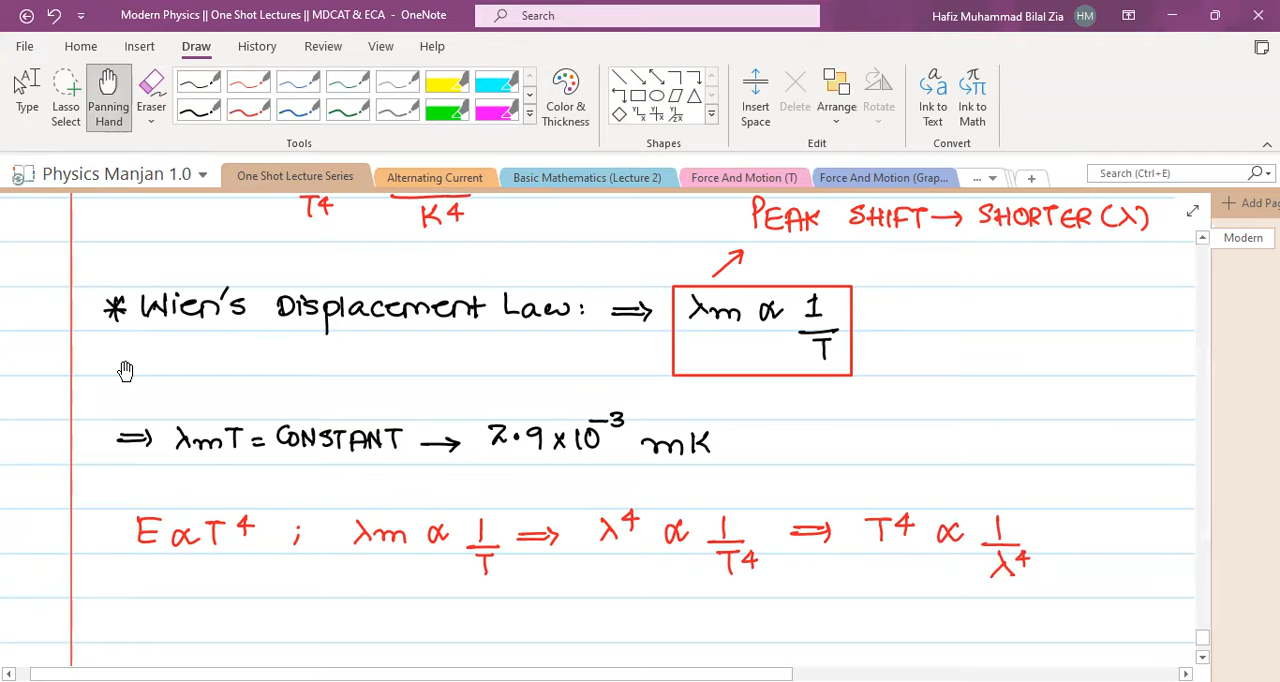 Modern Physics || One Shot Lectures || MDCAT & ECA - OneNote
Search
Hafiz Muhammad Bilal Zia HM
File Home Insert Draw History Review View Help
Type
Lasso Select
Panning Hand
Eraser
Color & Thickness
Insert Space
Delete
Arrange
Rotate
Ink to Text
Ink to Math
Tools
Shapes
Edit
Convert
Physics Manjan 1.0
One Shot Lecture Series
Alternating Current
Basic Mathematics (Lecture 2)
Force And Motion (T)
Force And Motion (Grap...
...
Search (Ctrl+E)
Add Pag
Modern
T⁴ K⁴
PEAK SHIFT → SHORTER (λ)
* Wien's Displacement Law: ⟹ λm ∝ 1/T
⟹ λmT = CONSTANT → 2.9×10⁻³ mK
E ∝ T⁴ ; λm ∝ 1/T ⟹ λ⁴ ∝ 1/T⁴ ⟹ T⁴ ∝ 1/λ⁴